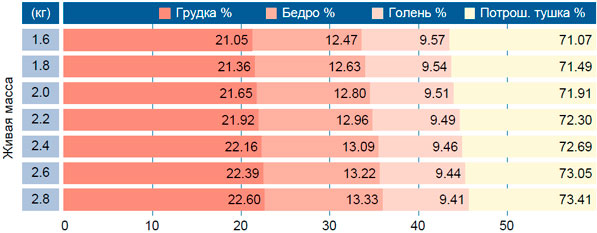 (кг) Грудка % Бедро % Голень % Потрош. тушка %
Живая масса
1.6 21.05 12.47 9.57 71.07
1.8 21.36 12.63 9.54 71.49
2.0 21.65 12.80 9.51 71.91
2.2 21.92 12.96 9.49 72.30
2.4 22.16 13.09 9.46 72.69
2.6 22.39 13.22 9.44 73.05
2.8 22.60 13.33 9.41 73.41
0 10 20 30 40 50